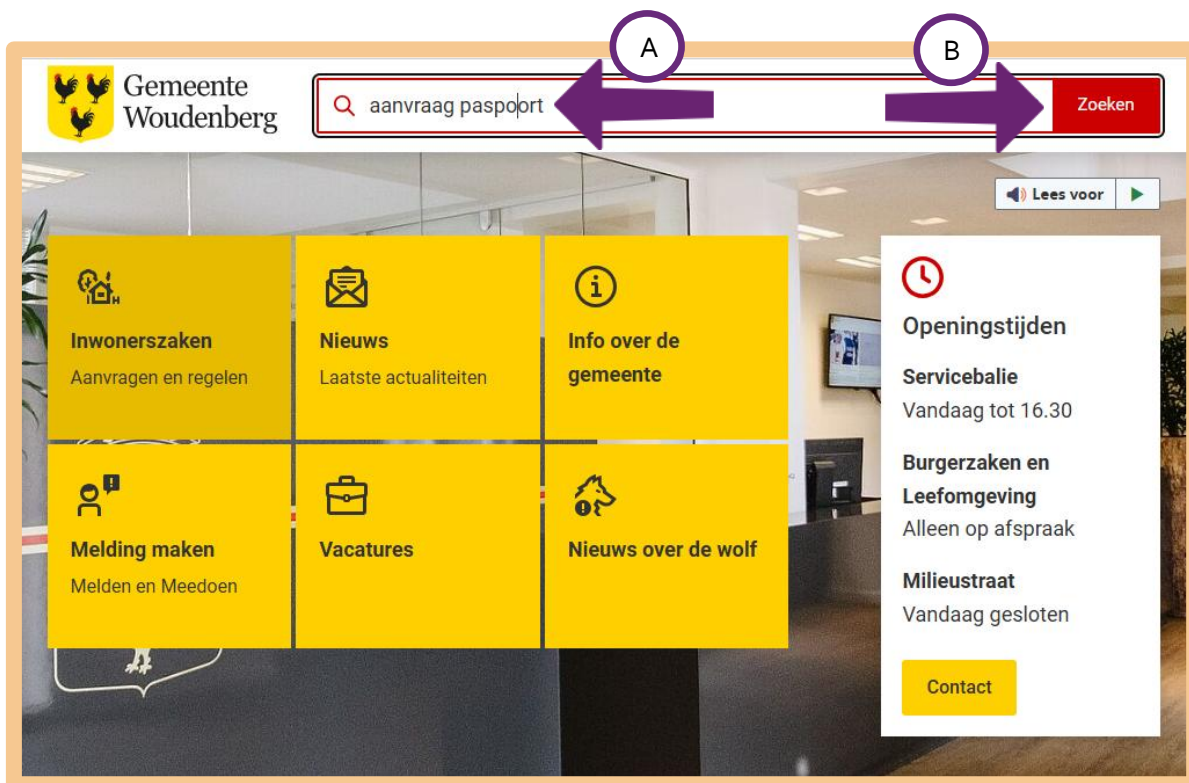 A
B
Gemeente
Woudenberg
aanvraag paspoort
Zoeken
Lees voor
Inwonerszaken
Aanvragen en regelen
Nieuws
Laatste actualiteiten
Info over de
gemeente
Melding maken
Melden en Meedoen
Vacatures
Nieuws over de wolf
Openingstijden
Servicebalie
Vandaag tot 16.30
Burgerzaken en
Leefomgeving
Alleen op afspraak
Milieustraat
Vandaag gesloten
Contact